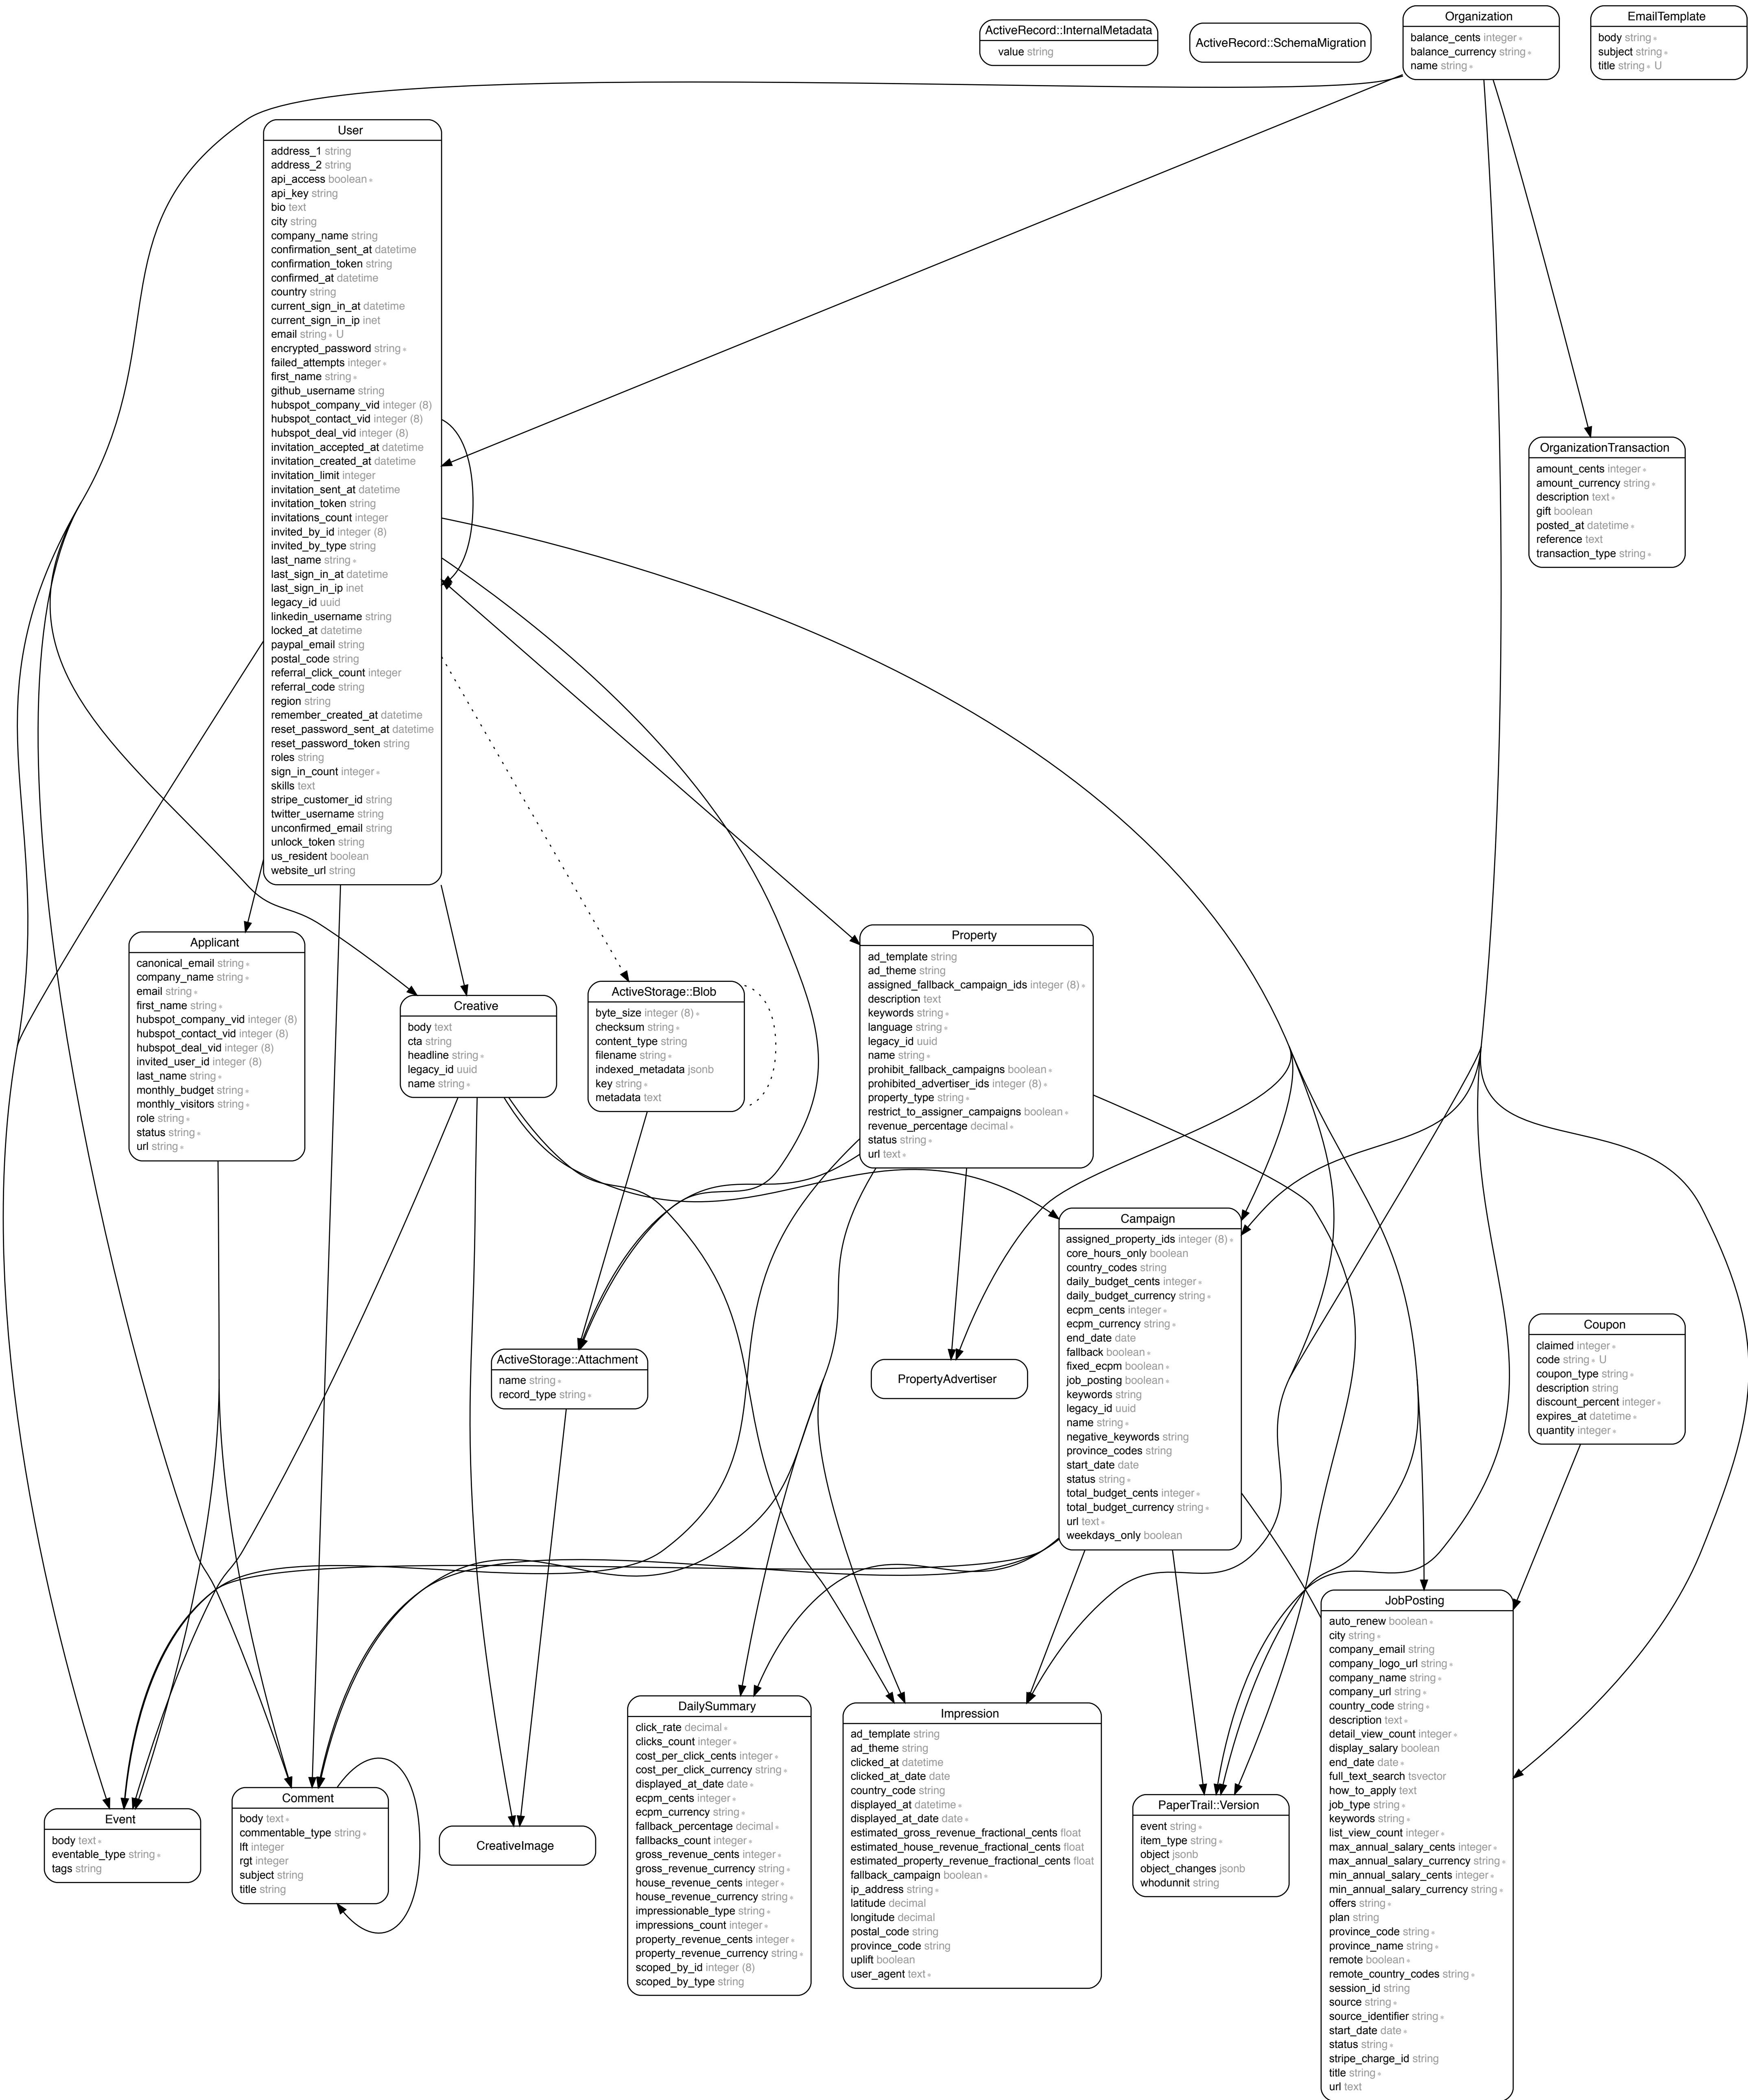 ActiveRecord::InternalMetadata
value string
ActiveRecord::SchemaMigration
Organization
balance_cents integer ∗
balance_currency string ∗
name string ∗
EmailTemplate
body string ∗
subject string ∗
title string ∗ U
User
address_1 string
address_2 string
api_access boolean ∗
api_key string
bio text
city string
company_name string
confirmation_sent_at datetime
confirmation_token string
confirmed_at datetime
country string
current_sign_in_at datetime
current_sign_in_ip inet
email string ∗ U
encrypted_password string ∗
failed_attempts integer ∗
first_name string ∗
github_username string
hubspot_company_vid integer (8)
hubspot_contact_vid integer (8)
hubspot_deal_vid integer (8)
invitation_accepted_at datetime
invitation_created_at datetime
invitation_limit integer
invitation_sent_at datetime
invitation_token string
invitations_count integer
invited_by_id integer (8)
invited_by_type string
last_name string ∗
last_sign_in_at datetime
last_sign_in_ip inet
legacy_id uuid
linkedin_username string
locked_at datetime
paypal_email string
postal_code string
referral_click_count integer
referral_code string
region string
remember_created_at datetime
reset_password_sent_at datetime
reset_password_token string
roles string
sign_in_count integer ∗
skills text
stripe_customer_id string
twitter_username string
unconfirmed_email string
unlock_token string
us_resident boolean
website_url string
OrganizationTransaction
amount_cents integer ∗
amount_currency string ∗
description text ∗
gift boolean
posted_at datetime ∗
reference text
transaction_type string ∗
Applicant
canonical_email string ∗
company_name string ∗
email string ∗
first_name string ∗
hubspot_company_vid integer (8)
hubspot_contact_vid integer (8)
hubspot_deal_vid integer (8)
invited_user_id integer (8)
last_name string ∗
monthly_budget string ∗
monthly_visitors string ∗
role string ∗
status string ∗
url string ∗
Creative
body text
cta string
headline string ∗
legacy_id uuid
name string ∗
ActiveStorage::Blob
byte_size integer (8) ∗
checksum string ∗
content_type string
filename string ∗
indexed_metadata jsonb
key string ∗
metadata text
Property
ad_template string
ad_theme string
assigned_fallback_campaign_ids integer (8) ∗
description text
keywords string ∗
language string ∗
legacy_id uuid
name string ∗
prohibit_fallback_campaigns boolean ∗
prohibited_advertiser_ids integer (8) ∗
property_type string ∗
restrict_to_assigner_campaigns boolean ∗
revenue_percentage decimal ∗
status string ∗
url text ∗
Campaign
assigned_property_ids integer (8) ∗
core_hours_only boolean
country_codes string
daily_budget_cents integer ∗
daily_budget_currency string ∗
ecpm_cents integer ∗
ecpm_currency string ∗
end_date date
fallback boolean ∗
fixed_ecpm boolean ∗
job_posting boolean ∗
keywords string
legacy_id uuid
name string ∗
negative_keywords string
province_codes string
start_date date
status string ∗
total_budget_cents integer ∗
total_budget_currency string ∗
url text ∗
weekdays_only boolean
Coupon
claimed integer ∗
code string ∗ U
coupon_type string ∗
description string
discount_percent integer ∗
expires_at datetime ∗
quantity integer ∗
ActiveStorage::Attachment
name string ∗
record_type string ∗
PropertyAdvertiser
JobPosting
auto_renew boolean ∗
city string ∗
company_email string
company_logo_url string ∗
company_name string ∗
company_url string ∗
country_code string ∗
description text ∗
detail_view_count integer ∗
display_salary boolean
end_date date ∗
full_text_search tsvector
how_to_apply text
job_type string ∗
keywords string ∗
list_view_count integer ∗
max_annual_salary_cents integer ∗
max_annual_salary_currency string ∗
min_annual_salary_cents integer ∗
min_annual_salary_currency string ∗
offers string ∗
plan string
province_code string ∗
province_name string ∗
remote boolean ∗
remote_country_codes string ∗
session_id string
source string ∗
source_identifier string ∗
start_date date ∗
status string ∗
stripe_charge_id string
title string ∗
url text
Event
body text ∗
eventable_type string ∗
tags string
Comment
body text ∗
commentable_type string ∗
lft integer
rgt integer
subject string
title string
CreativeImage
DailySummary
click_rate decimal ∗
clicks_count integer ∗
cost_per_click_cents integer ∗
cost_per_click_currency string ∗
displayed_at_date date ∗
ecpm_cents integer ∗
ecpm_currency string ∗
fallback_percentage decimal ∗
fallbacks_count integer ∗
gross_revenue_cents integer ∗
gross_revenue_currency string ∗
house_revenue_cents integer ∗
house_revenue_currency string ∗
impressionable_type string ∗
impressions_count integer ∗
property_revenue_cents integer ∗
property_revenue_currency string ∗
scoped_by_id integer (8)
scoped_by_type string
Impression
ad_template string
ad_theme string
clicked_at datetime
clicked_at_date date
country_code string
displayed_at datetime ∗
displayed_at_date date ∗
estimated_gross_revenue_fractional_cents float
estimated_house_revenue_fractional_cents float
estimated_property_revenue_fractional_cents float
fallback_campaign boolean ∗
ip_address string ∗
latitude decimal
longitude decimal
postal_code string
province_code string
uplift boolean
user_agent text ∗
PaperTrail::Version
event string ∗
item_type string ∗
object jsonb
object_changes jsonb
whodunnit string